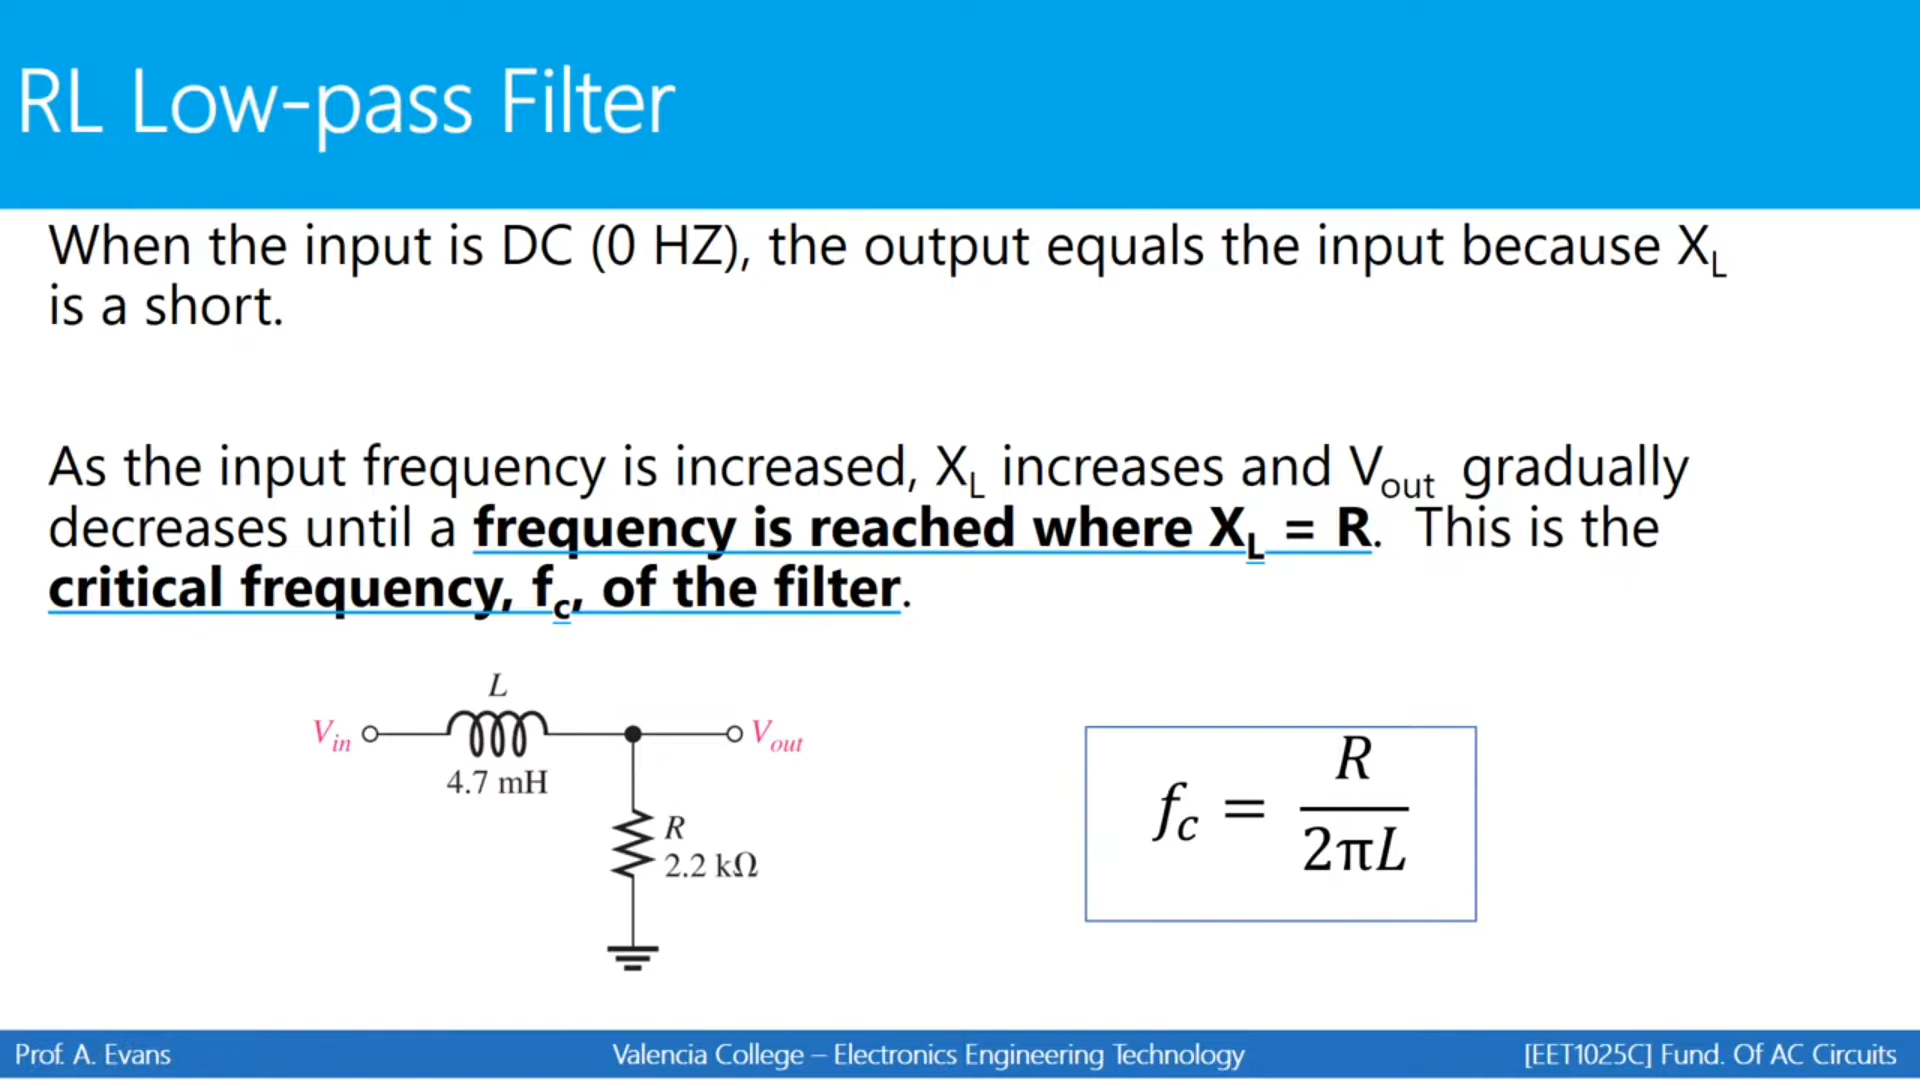 RL Low-pass Filter
When the input is DC (0 HZ), the output equals the input because X_L
is a short.
As the input frequency is increased, X_L increases and V_out gradually
decreases until a frequency is reached where X_L = R. This is the
critical frequency, f_c, of the filter.
L
V_in
V_out
4.7 mH
R
2.2 kΩ
f_c = R / 2πL
Prof. A. Evans
Valencia College – Electronics Engineering Technology
[EET1025C] Fund. Of AC Circuits